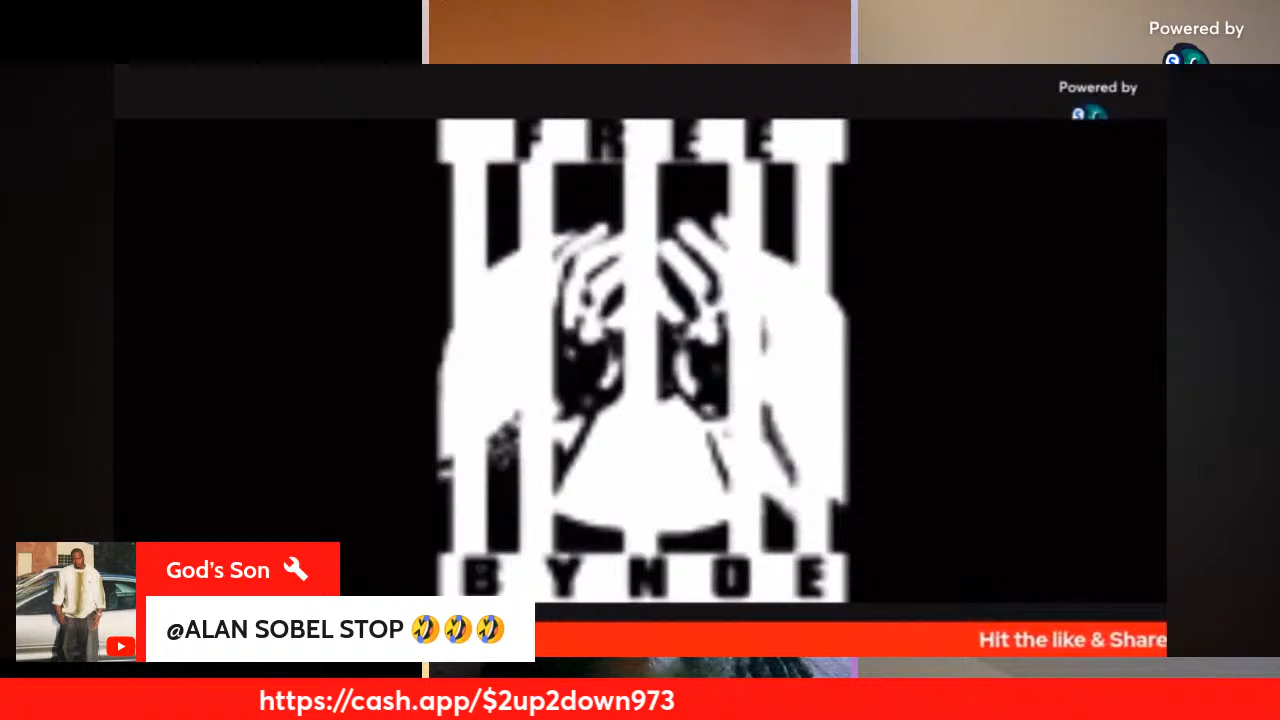 Powered by
Powered by
FREE
BYNOE
God's Son
@ALAN SOBEL STOP 🤣🤣🤣
Hit the like & Share
https://cash.app/$2up2down973